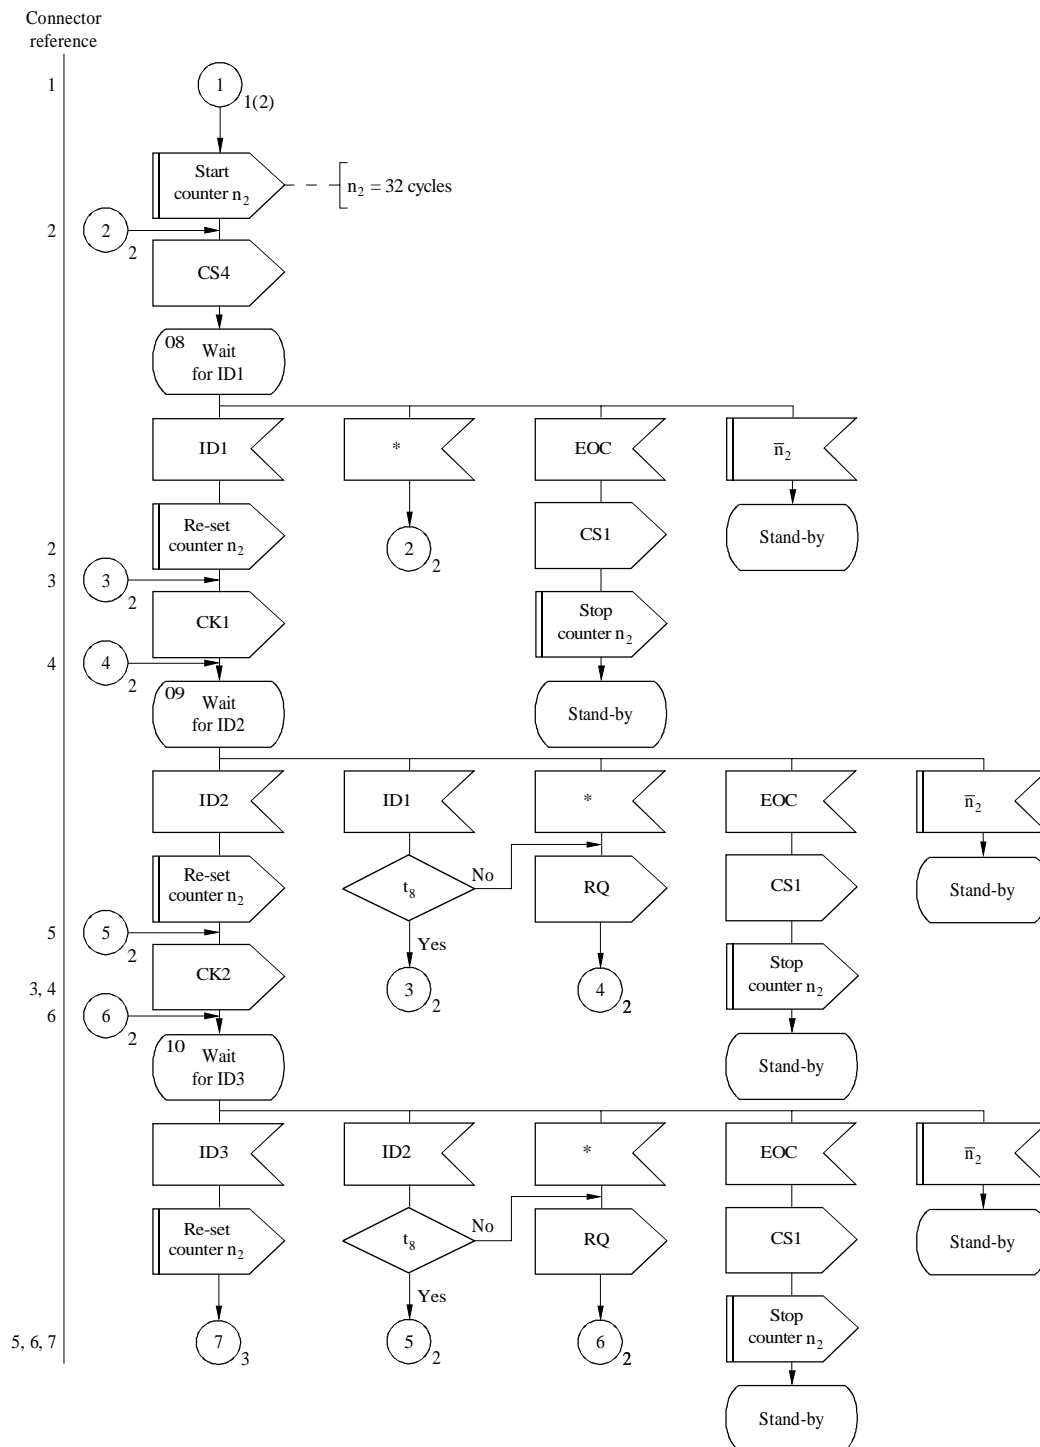 Connector
reference
1
1
1(2)
Start
counter n₂
n₂ = 32 cycles
2
2
2
CS4
08
Wait
for ID1
ID1
*
EOC
n̅₂
Re-set
counter n₂
2
2
CS1
Stand-by
2
3
3
2
CK1
Stop
counter n₂
4
4
2
09
Wait
for ID2
Stand-by
ID2
ID1
*
EOC
n̅₂
Re-set
counter n₂
t₈
No
RQ
CS1
Stand-by
5
5
2
Yes
CK2
3
2
4
2
Stop
counter n₂
3, 4
6
6
2
10
Wait
for ID3
Stand-by
ID3
ID2
*
EOC
n̅₂
Re-set
counter n₂
t₈
No
RQ
CS1
Stand-by
Yes
5, 6, 7
7
3
5
2
6
2
Stop
counter n₂
Stand-by